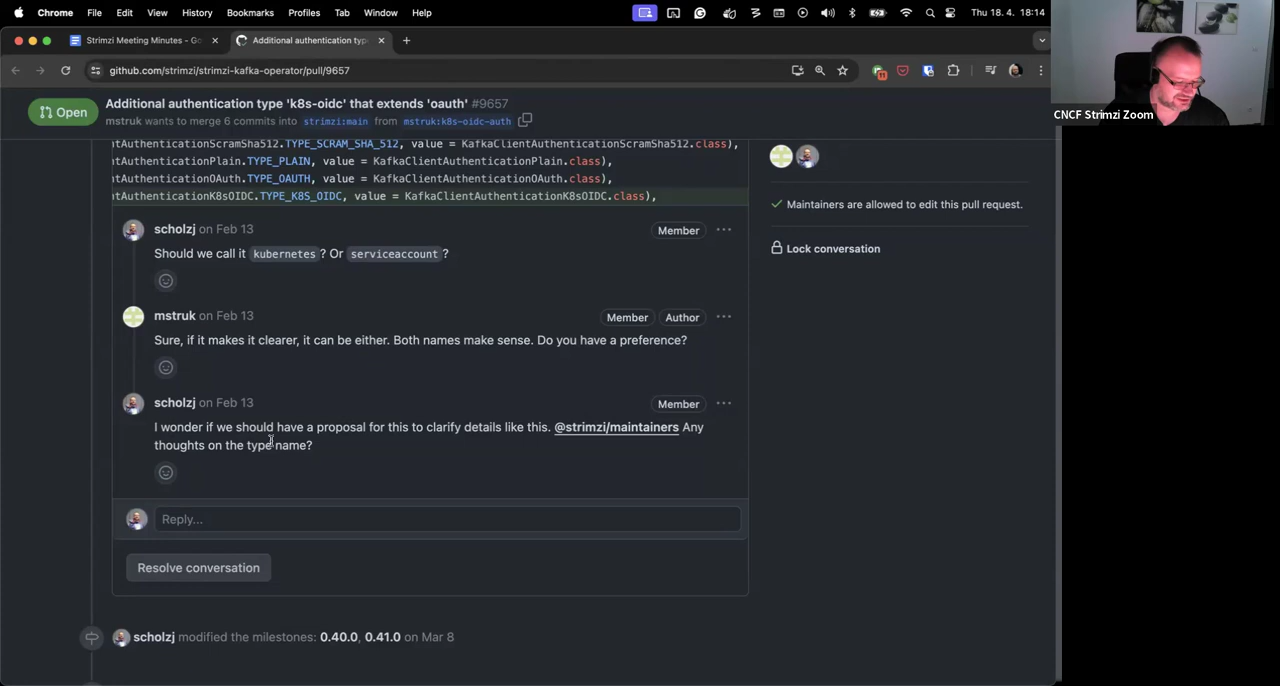 Chrome File Edit View History Bookmarks Profiles Tab Window Help
Thu 18. 4. 18:14
Strimzi Meeting Minutes - Go
Additional authentication typ
github.com/strimzi/strimzi-kafka-operator/pull/9657
11
CNCF Strimzi Zoom
Open
Additional authentication type 'k8s-oidc' that extends 'oauth' #9657
mstruk wants to merge 6 commits into strimzi:main from mstruk:k8s-oidc-auth
ntAuthenticationScramSha512.TYPE_SCRAM_SHA_512, value = KafkaClientAuthenticationScramSha512.class),
ntAuthenticationPlain.TYPE_PLAIN, value = KafkaClientAuthenticationPlain.class),
ntAuthenticationOAuth.TYPE_OAUTH, value = KafkaClientAuthenticationOAuth.class),
ntAuthenticationK8sOIDC.TYPE_K8S_OIDC, value = KafkaClientAuthenticationK8sOIDC.class),
Maintainers are allowed to edit this pull request.
Lock conversation
scholzj on Feb 13
Member
Should we call it kubernetes? Or serviceaccount?
mstruk on Feb 13
Member Author
Sure, if it makes it clearer, it can be either. Both names make sense. Do you have a preference?
scholzj on Feb 13
Member
I wonder if we should have a proposal for this to clarify details like this. @strimzi/maintainers Any
thoughts on the type name?
Reply...
Resolve conversation
scholzj modified the milestones: 0.40.0, 0.41.0 on Mar 8